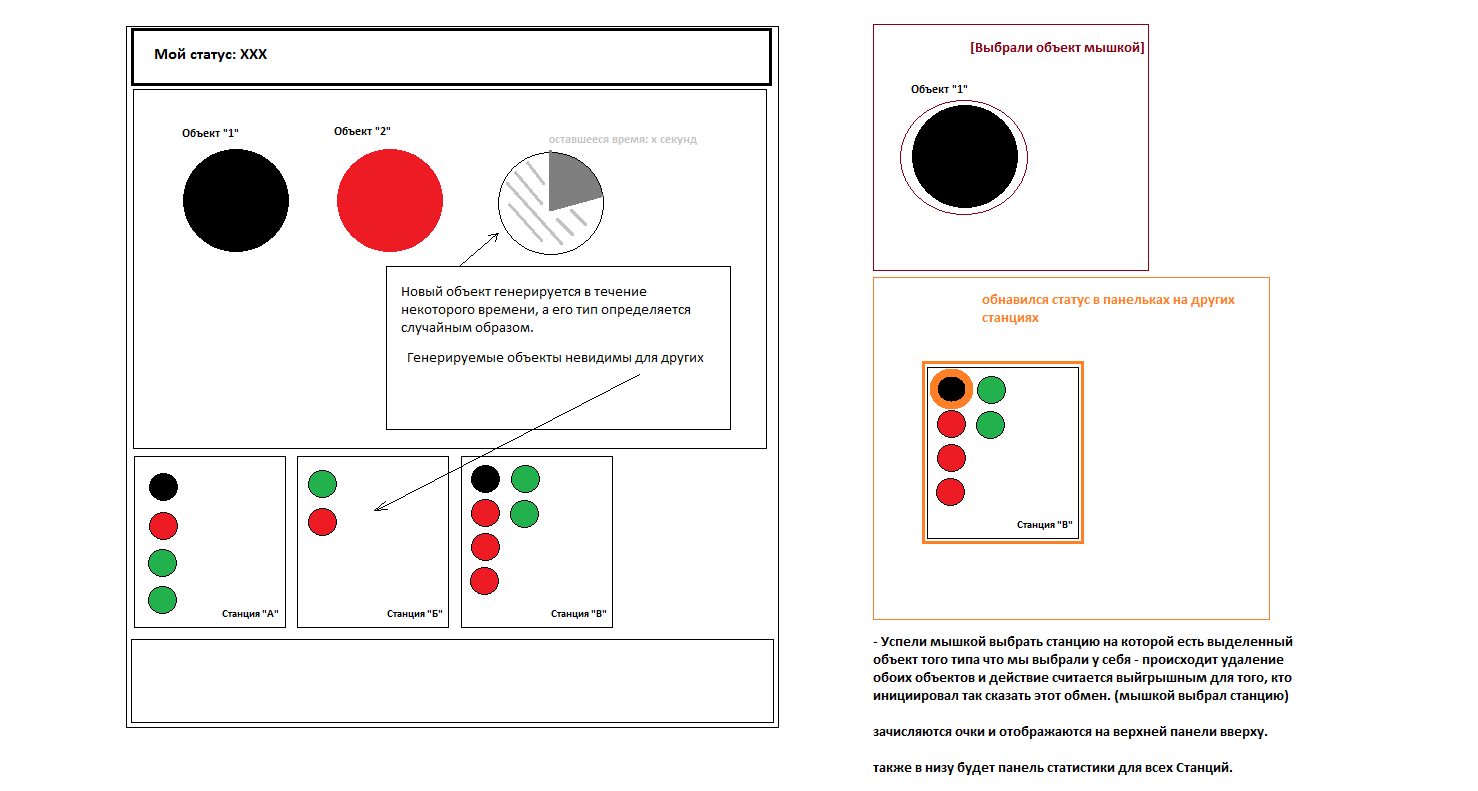 Мой статус: XXX
Объект "1"
Объект "2"
оставшееся время: x секунд
Новый объект генерируется в течение
некоторого времени, а его тип определяется
случайным образом.
Генерируемые объекты невидимы для других
Станция "А"
Станция "Б"
Станция "В"
[Выбрали объект мышкой]
Объект "1"
обнавился статус в панельках на других
станциях
Станция "В"
- Успели мышкой выбрать станцию на которой есть выделенный
объект того типа что мы выбрали у себя - происходит удаление
обоих объектов и действие считается выйгрышным для того, кто
инициировал так сказать этот обмен. (мышкой выбрал станцию)
зачисляются очки и отображаются на верхней панели вверху.
также в низу будет панель статистики для всех Станций.